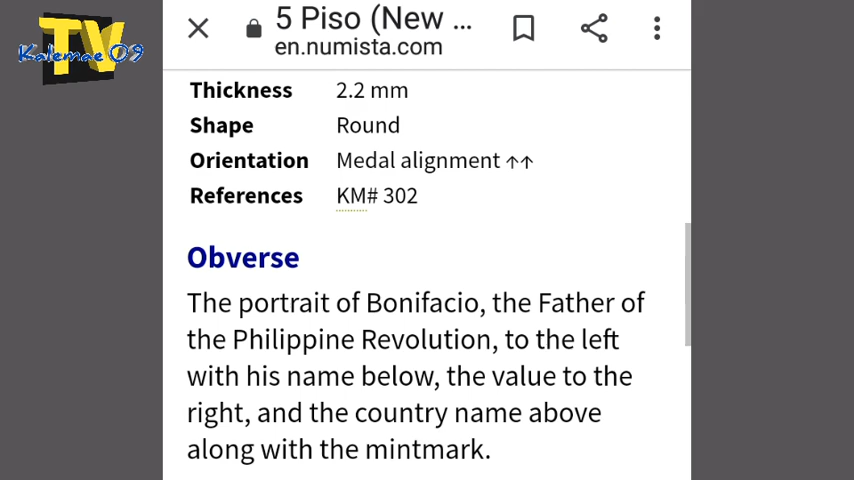 TV
Kalemae 09
5 Piso (New ...
en.numista.com
Thickness 2.2 mm
Shape Round
Orientation Medal alignment ↑↑
References KM# 302
Obverse
The portrait of Bonifacio, the Father of
the Philippine Revolution, to the left
with his name below, the value to the
right, and the country name above
along with the mintmark.